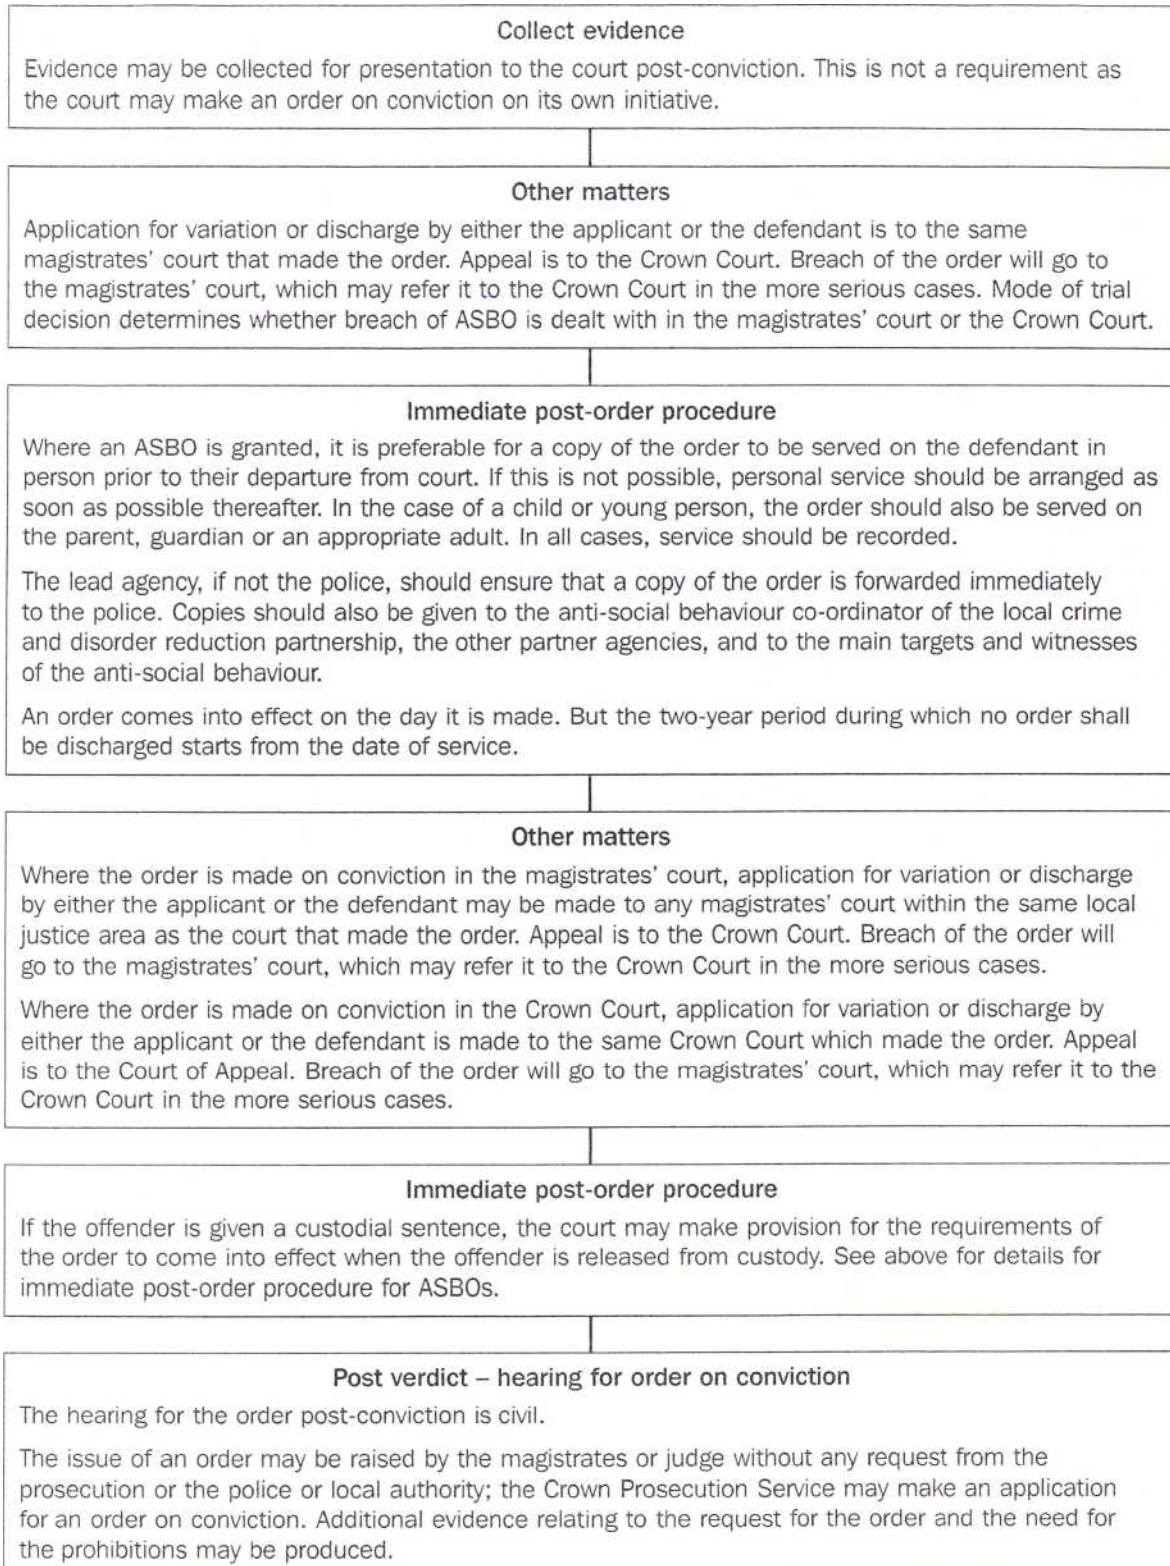 Collect evidence
Evidence may be collected for presentation to the court post-conviction. This is not a requirement as
the court may make an order on conviction on its own initiative.
Other matters
Application for variation or discharge by either the applicant or the defendant is to the same
magistrates' court that made the order. Appeal is to the Crown Court. Breach of the order will go to
the magistrates' court, which may refer it to the Crown Court in the more serious cases. Mode of trial
decision determines whether breach of ASBO is dealt with in the magistrates' court or the Crown Court.
Immediate post-order procedure
Where an ASBO is granted, it is preferable for a copy of the order to be served on the defendant in
person prior to their departure from court. If this is not possible, personal service should be arranged as
soon as possible thereafter. In the case of a child or young person, the order should also be served on
the parent, guardian or an appropriate adult. In all cases, service should be recorded.
The lead agency, if not the police, should ensure that a copy of the order is forwarded immediately
to the police. Copies should also be given to the anti-social behaviour co-ordinator of the local crime
and disorder reduction partnership, the other partner agencies, and to the main targets and witnesses
of the anti-social behaviour.
An order comes into effect on the day it is made. But the two-year period during which no order shall
be discharged starts from the date of service.
Other matters
Where the order is made on conviction in the magistrates' court, application for variation or discharge
by either the applicant or the defendant may be made to any magistrates' court within the same local
justice area as the court that made the order. Appeal is to the Crown Court. Breach of the order will
go to the magistrates' court, which may refer it to the Crown Court in the more serious cases.
Where the order is made on conviction in the Crown Court, application for variation or discharge by
either the applicant or the defendant is made to the same Crown Court which made the order. Appeal
is to the Court of Appeal. Breach of the order will go to the magistrates' court, which may refer it to the
Crown Court in the more serious cases.
Immediate post-order procedure
If the offender is given a custodial sentence, the court may make provision for the requirements of
the order to come into effect when the offender is released from custody. See above for details for
immediate post-order procedure for ASBOs.
Post verdict – hearing for order on conviction
The hearing for the order post-conviction is civil.
The issue of an order may be raised by the magistrates or judge without any request from the
prosecution or the police or local authority; the Crown Prosecution Service may make an application
for an order on conviction. Additional evidence relating to the request for the order and the need for
the prohibitions may be produced.